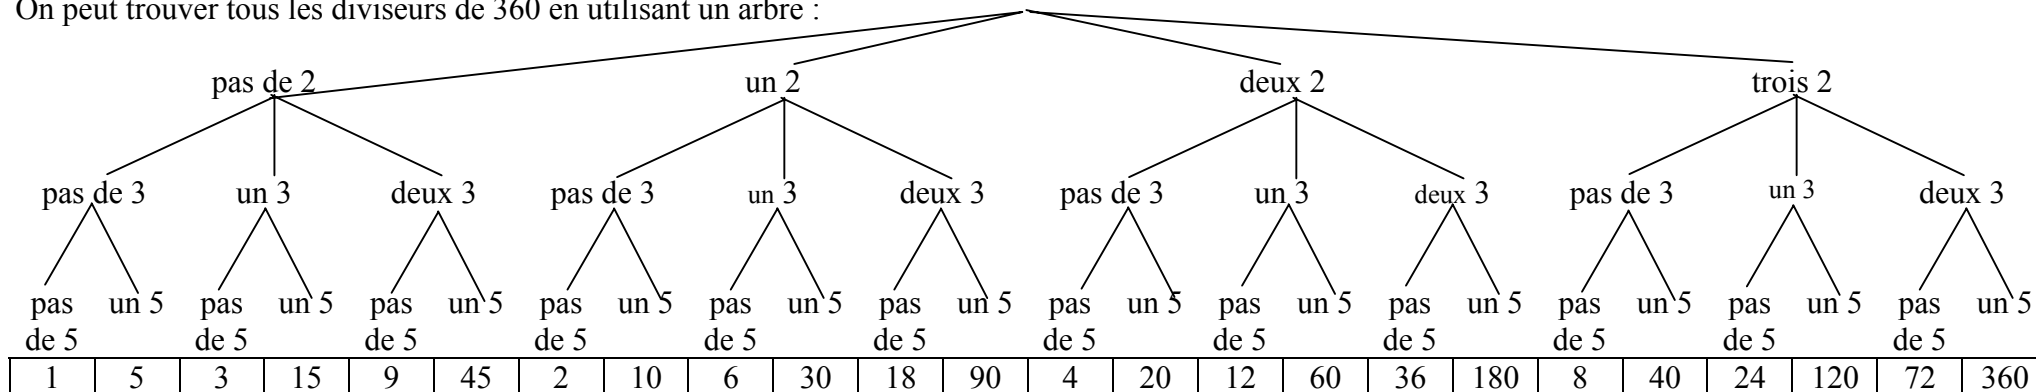 On peut trouver tous les diviseurs de 360 en utilisant un arbre :
pas de 2 un 2 deux 2 trois 2
pas de 3 un 3 deux 3 pas de 3 un 3 deux 3 pas de 3 un 3 deux 3 pas de 3 un 3 deux 3
pas un 5 pas un 5 pas un 5 pas un 5 pas un 5 pas un 5 pas un 5 pas un 5 pas un 5 pas un 5 pas un 5 pas un 5
de 5 de 5 de 5 de 5 de 5 de 5 de 5 de 5 de 5 de 5 de 5 de 5
1 5 3 15 9 45 2 10 6 30 18 90 4 20 12 60 36 180 8 40 24 120 72 360